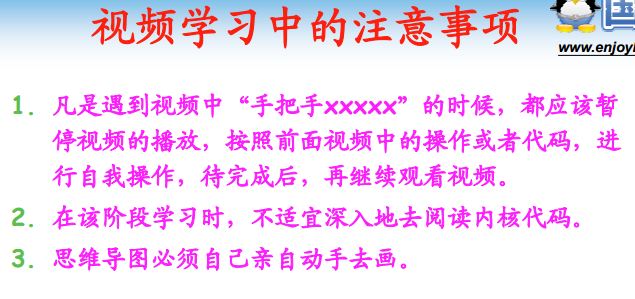 视频学习中的注意事项
国
www.enjoy
1. 凡是遇到视频中“手把手xxxxx”的时候，都应该暂
停视频的播放，按照前面视频中的操作或者代码，进
行自我操作，待完成后，再继续观看视频。
2. 在该阶段学习时，不适宜深入地去阅读内核代码。
3. 思维导图必须自己亲自动手去画。